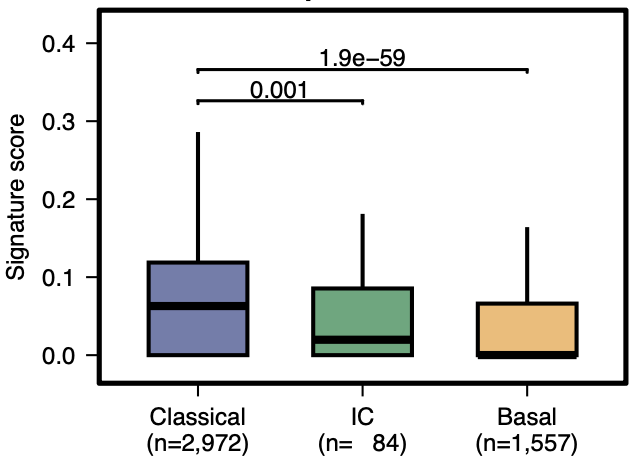 Signature score
0.4
0.3
0.2
0.1
0.0
1.9e−59
0.001
Classical
(n=2,972)
IC
(n= 84)
Basal
(n=1,557)